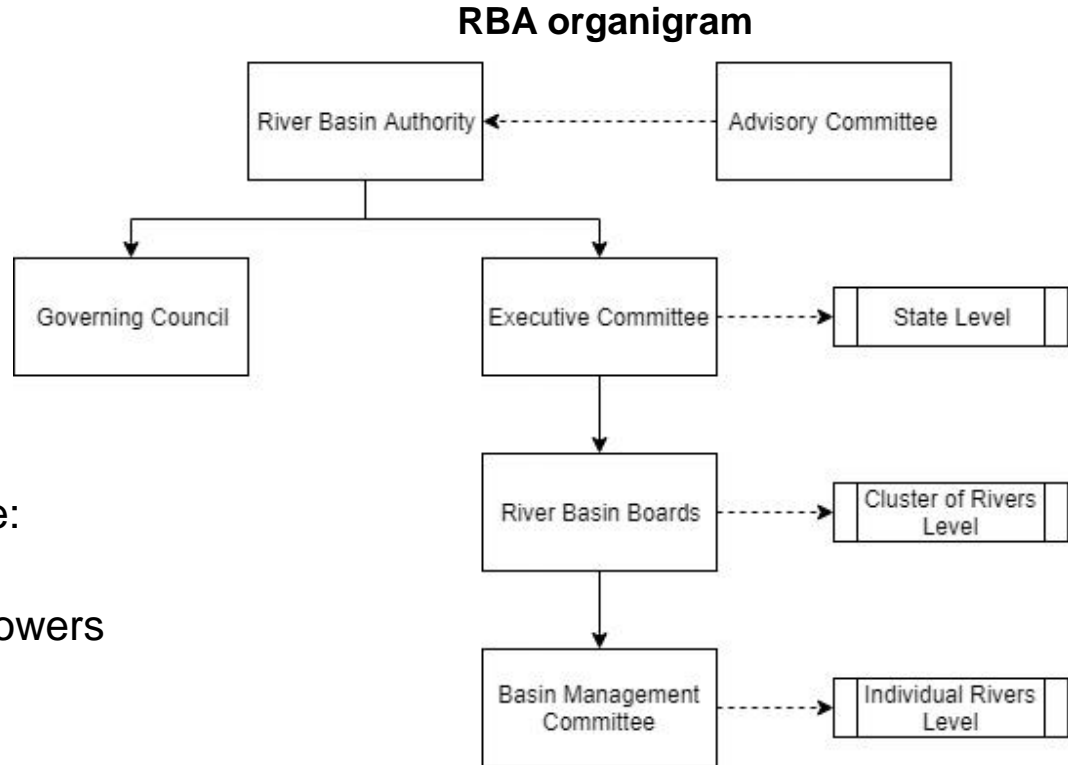 RBA organigram
River Basin Authority
Advisory Committee
Governing Council
Executive Committee
State Level
e:
River Basin Boards
Cluster of Rivers
Level
owers
Basin Management
Committee
Individual Rivers
Level